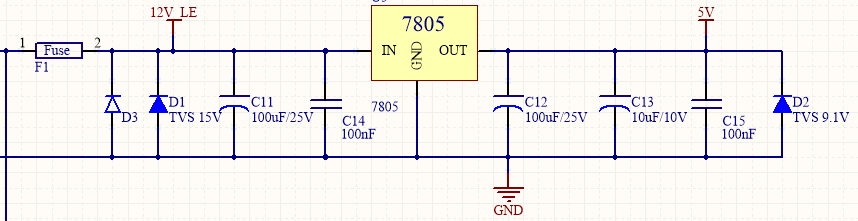 12V_LE
7805
5V
1
Fuse
2
IN
GND
OUT
F1
D3
D1
TVS 15V
C11
100uF/25V
C14
100nF
7805
C12
100uF/25V
C13
10uF/10V
C15
100nF
D2
TVS 9.1V
GND